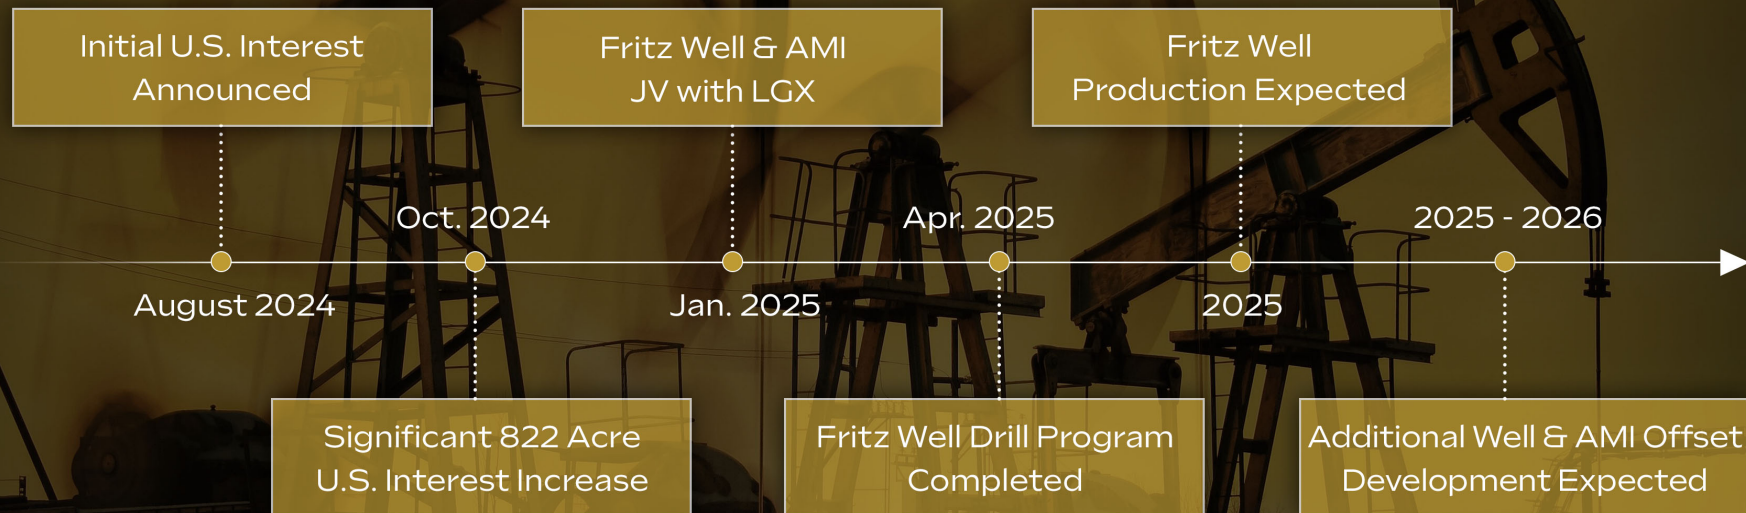 Initial U.S. Interest
Announced
August 2024
Oct. 2024
Significant 822 Acre
U.S. Interest Increase
Fritz Well & AMI
JV with LGX
Jan. 2025
Apr. 2025
Fritz Well Drill Program
Completed
Fritz Well
Production Expected
2025
2025 - 2026
Additional Well & AMI Offset
Development Expected